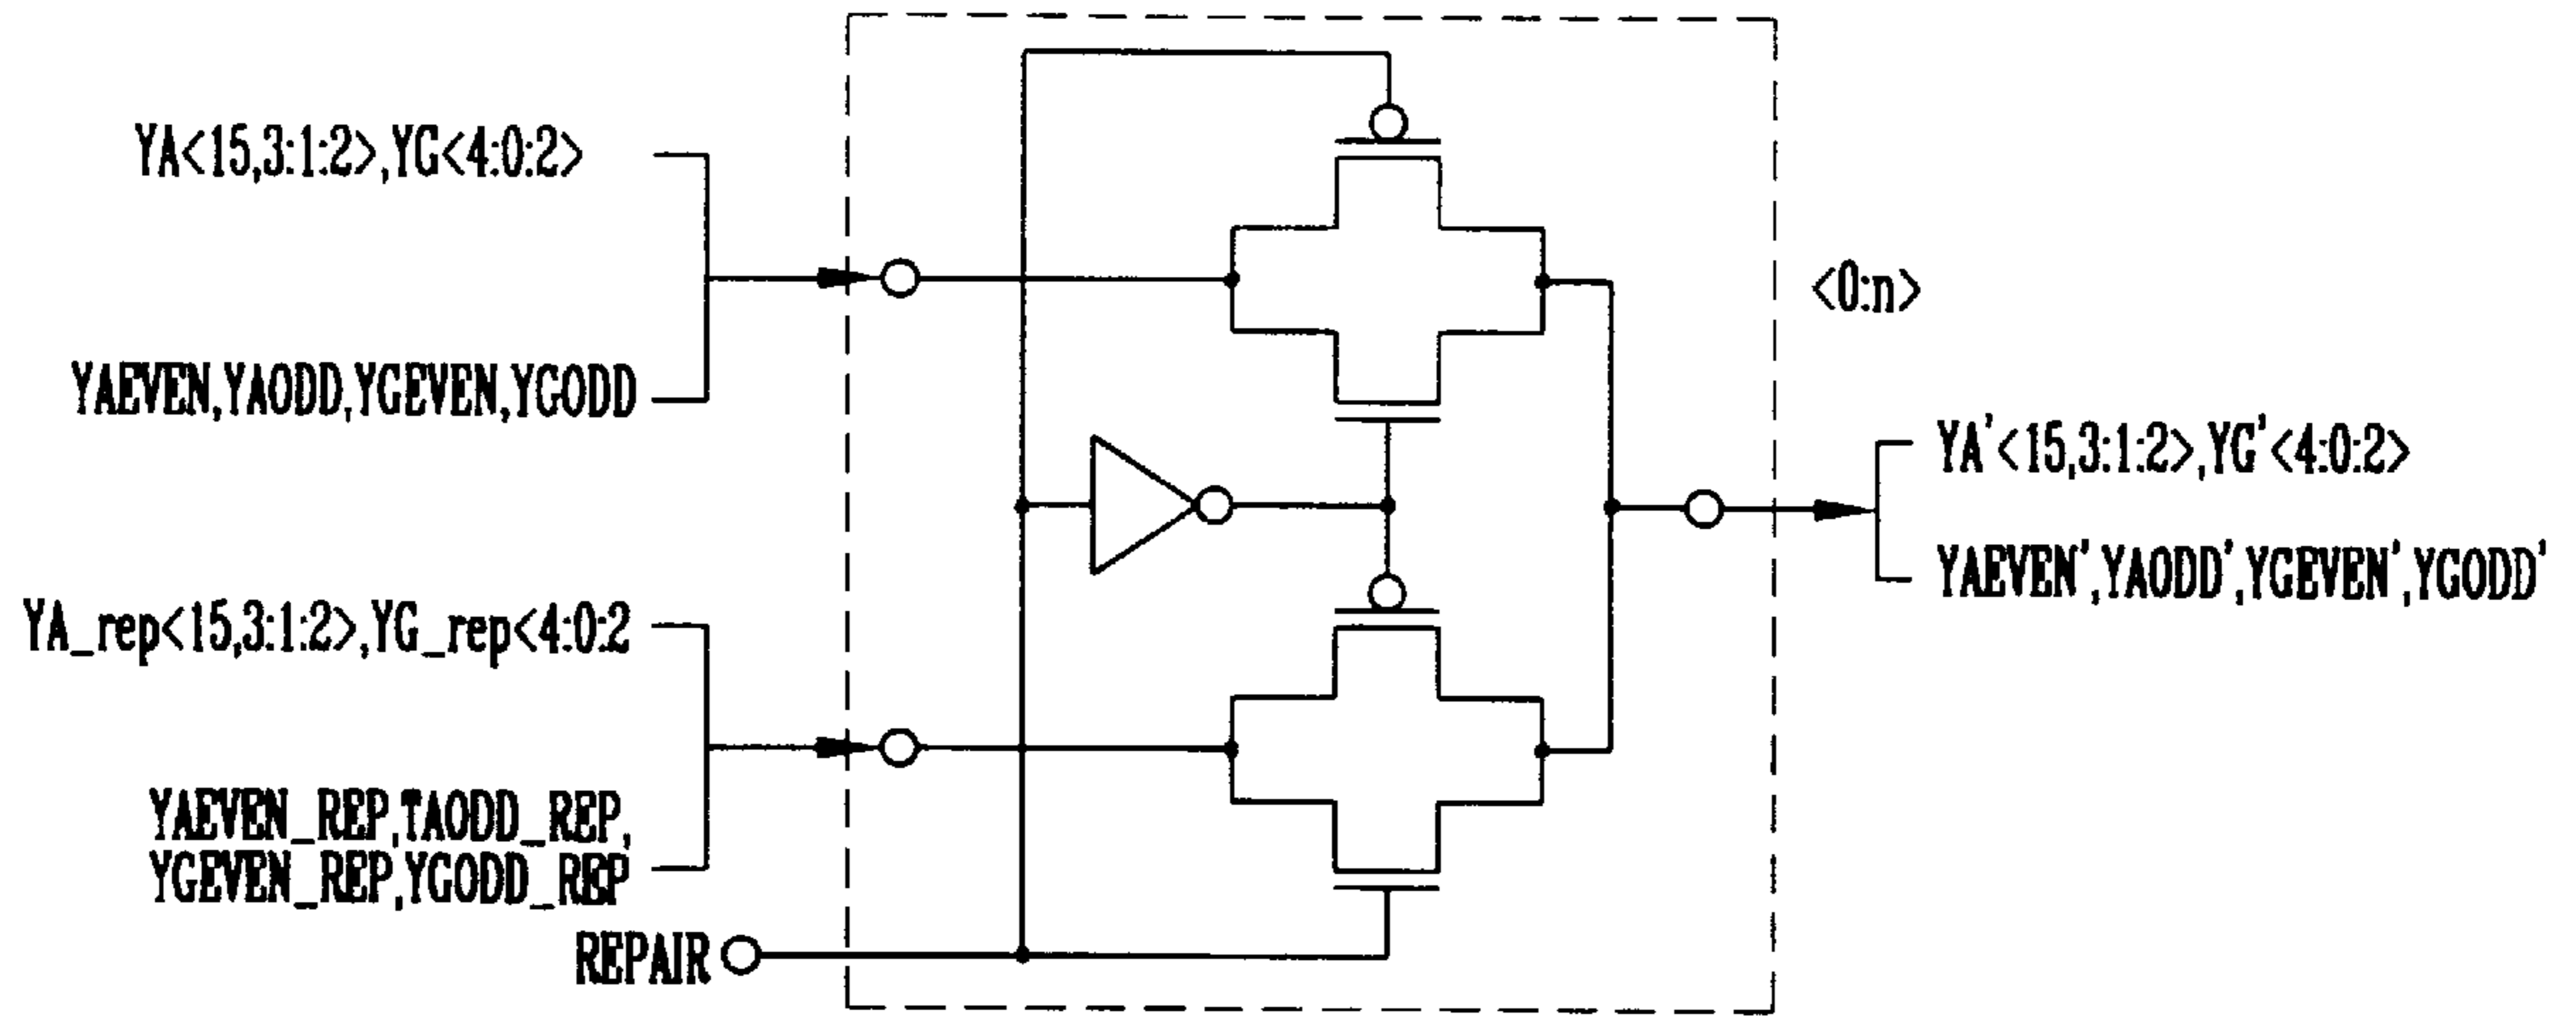 YA<15,3:1:2>,YG<4:0:2>
YAEVEN,YAODD,YGEVEN,YGODD
<0:n>
YA'<15,3:1:2>,YG'<4:0:2>
YAEVEN',YAODD',YGEVEN',YGODD'
YA_rep<15,3:1:2>,YG_rep<4:0:2
YAEVEN_REP,TAODD_REP,
YGEVEN_REP,YGODD_REP
REPAIR